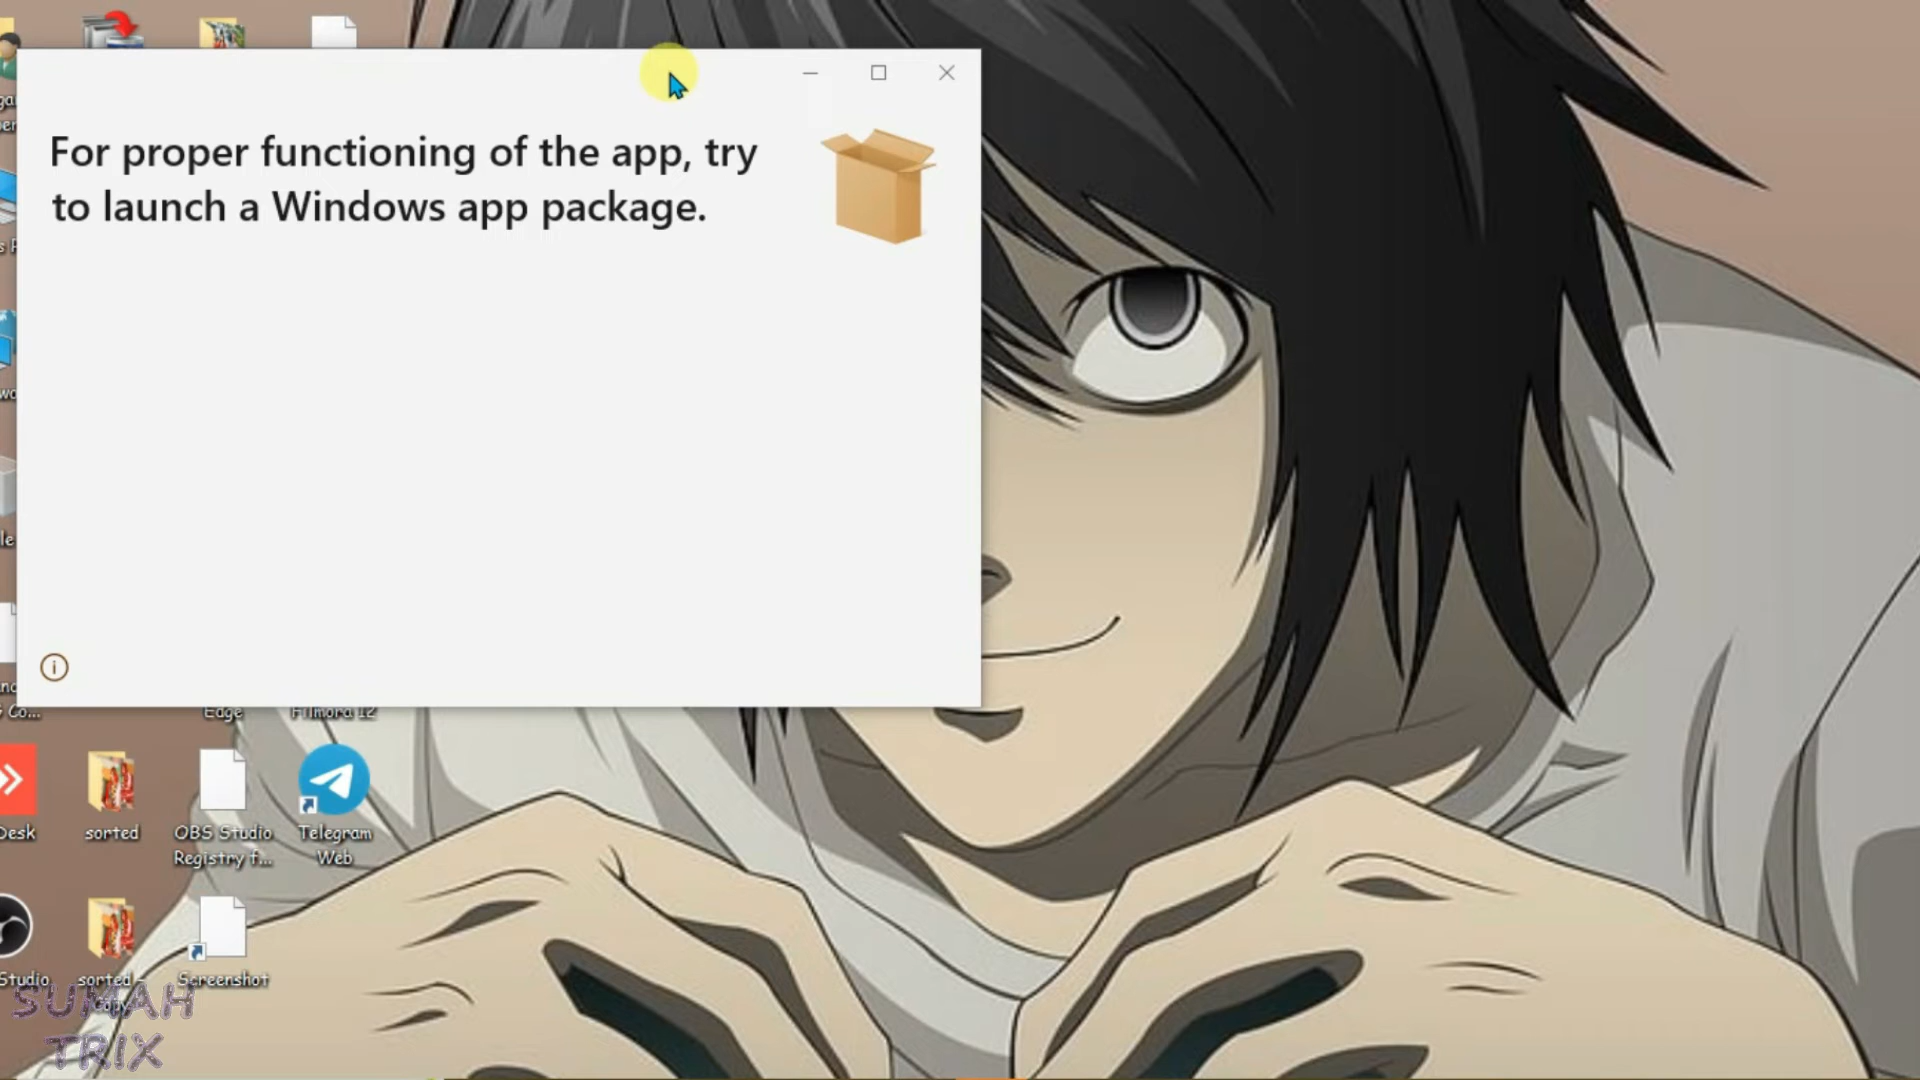 For proper functioning of the app, try
to launch a Windows app package.
Edge
Filmora 12
Desk
sorted
OBS Studio
Registry f...
Telegram
Web
Studio
sorted -
Copy
Screenshot
SUMAH
TRIX